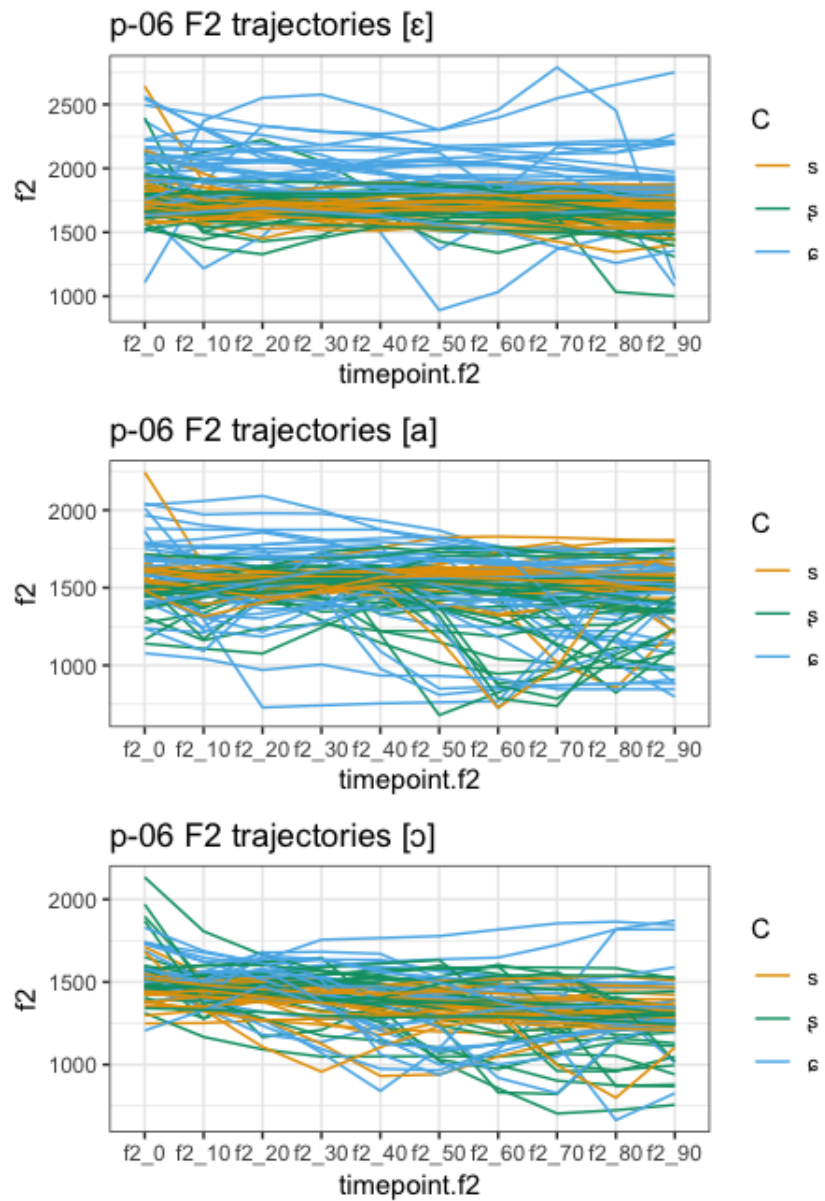 p-06 F2 trajectories [ɛ]
f2
2500
2000
1500
1000
f2_0 f2_10 f2_20 f2_30 f2_40 f2_50 f2_60 f2_70 f2_80 f2_90
timepoint.f2
C
s
ʂ
ɕ
p-06 F2 trajectories [a]
f2
2000
1500
1000
f2_0 f2_10 f2_20 f2_30 f2_40 f2_50 f2_60 f2_70 f2_80 f2_90
timepoint.f2
C
s
ʂ
ɕ
p-06 F2 trajectories [ɔ]
f2
2000
1500
1000
f2_0 f2_10 f2_20 f2_30 f2_40 f2_50 f2_60 f2_70 f2_80 f2_90
timepoint.f2
C
s
ʂ
ɕ